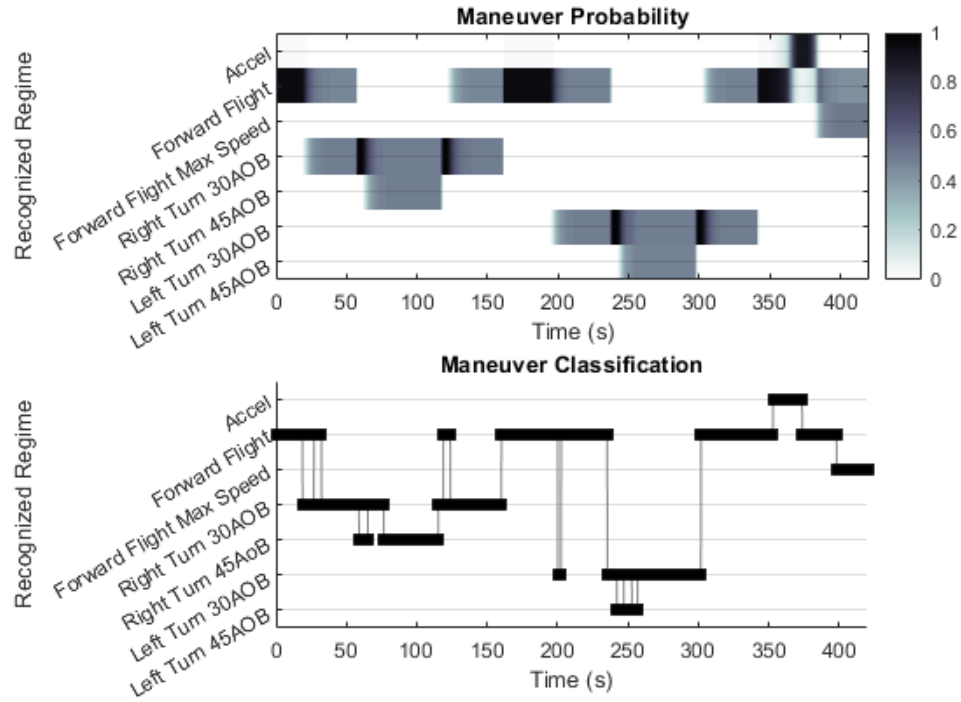 Maneuver Probability
Recognized Regime
Accel
Forward Flight
Forward Flight Max Speed
Right Turn 30AOB
Right Turn 45AOB
Left Turn 30AOB
Left Turn 45AOB
0 50 100 150 200 250 300 350 400
Time (s)
1
0.8
0.6
0.4
0.2
0
Maneuver Classification
Recognized Regime
Accel
Forward Flight
Forward Flight Max Speed
Right Turn 30AOB
Right Turn 45AoB
Left Turn 30AOB
Left Turn 45AOB
0 50 100 150 200 250 300 350 400
Time (s)